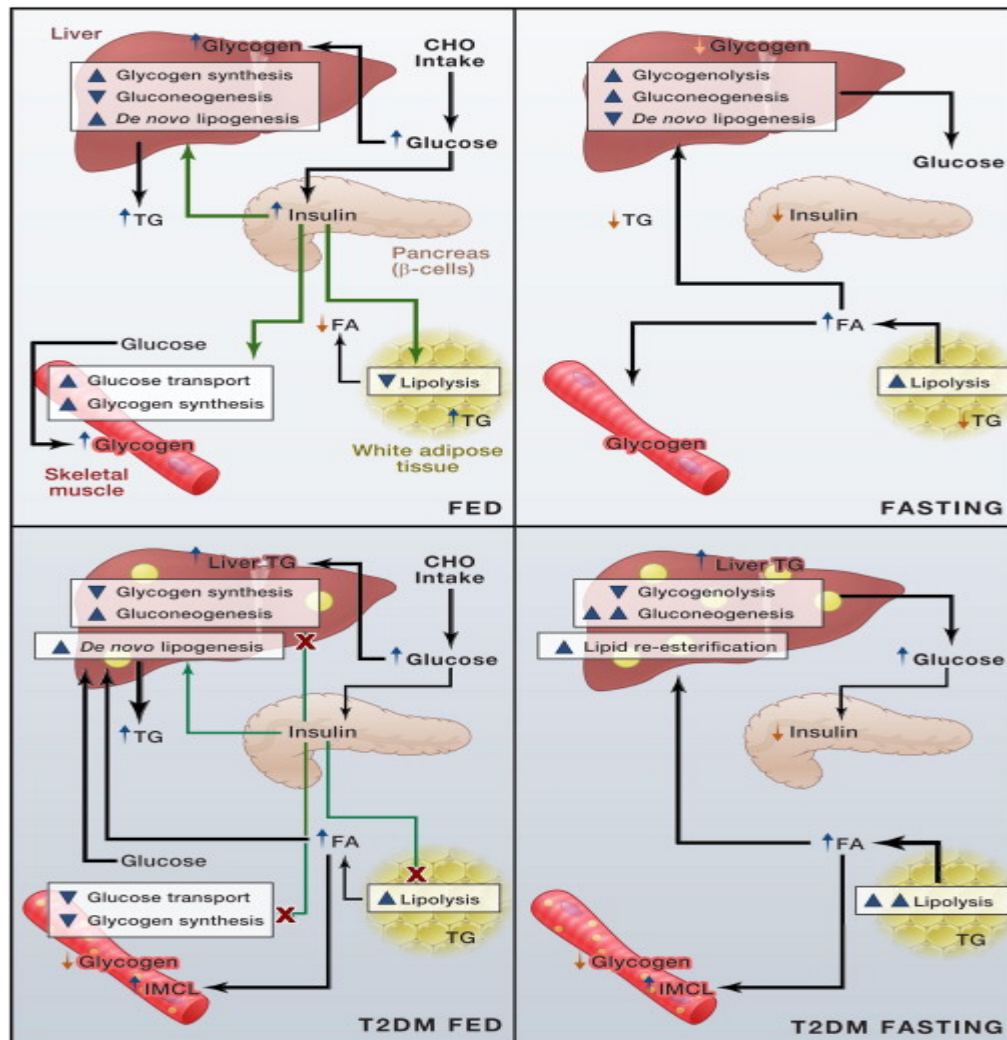 Liver
↑Glycogen
CHO
Intake
▲ Glycogen synthesis
▼ Gluconeogenesis
▲ De novo lipogenesis
↑Glucose
↑TG
↑Insulin
Pancreas
(β-cells)
↓FA
Glucose
▲ Glucose transport
▲ Glycogen synthesis
▼ Lipolysis
↑TG
↑Glycogen
White adipose
tissue
Skeletal
muscle
FED
↓Glycogen
▲ Glycogenolysis
▲ Gluconeogenesis
▼ De novo lipogenesis
Glucose
↓TG
↓Insulin
↑FA
▲ Lipolysis
↓TG
Glycogen
FASTING
↑Liver TG
CHO
Intake
▼ Glycogen synthesis
▲ Gluconeogenesis
▲ De novo lipogenesis
X
↑Glucose
↑TG
Insulin
↑FA
Glucose
X
▼ Glucose transport
▼ Glycogen synthesis
X
▲ Lipolysis
TG
↓Glycogen
↑IMCL
T2DM FED
↑Liver TG
▼ Glycogenolysis
▲▲ Gluconeogenesis
▲ Lipid re-esterification
↑Glucose
↓Insulin
↑FA
▲▲ Lipolysis
TG
↓Glycogen
↑IMCL
T2DM FASTING